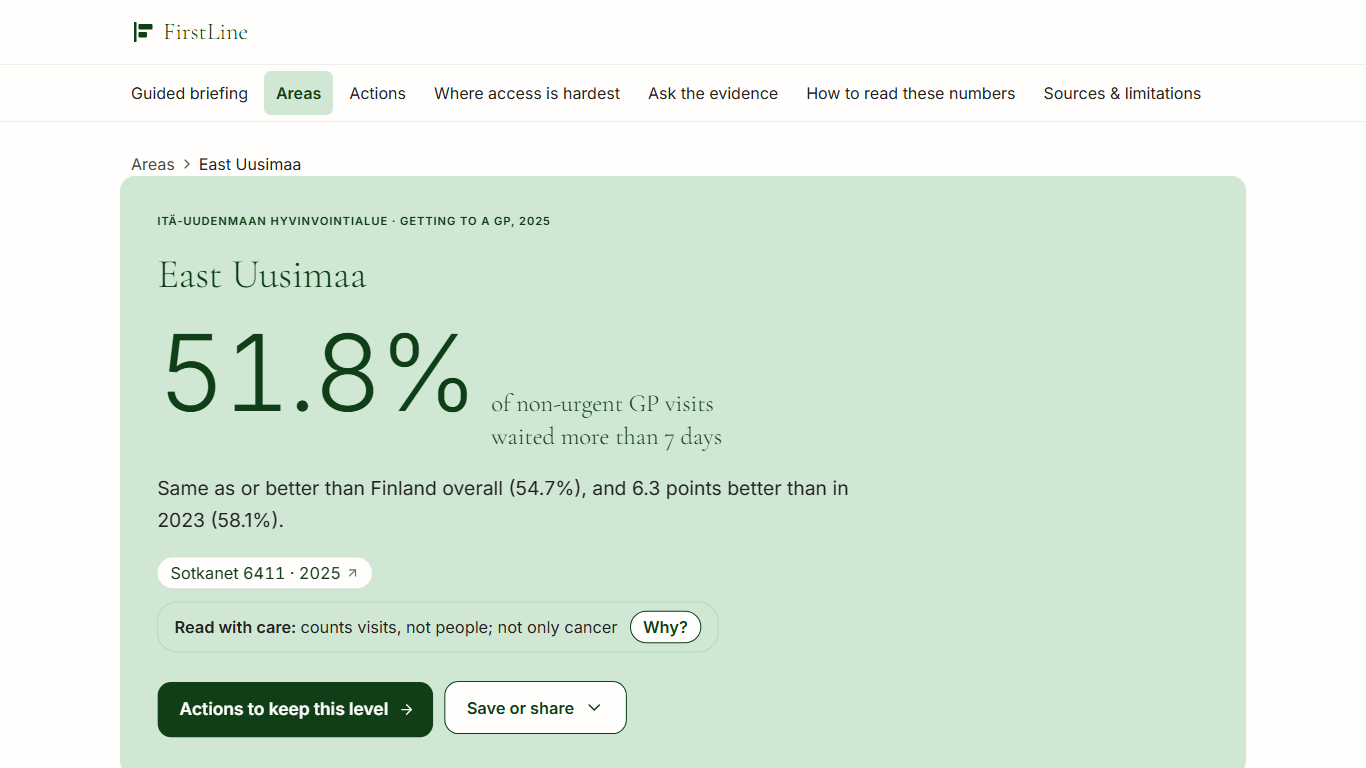 FirstLine
Guided briefing
Areas
Actions
Where access is hardest
Ask the evidence
How to read these numbers
Sources & limitations
Areas > East Uusimaa
ITÄ-UUDENMAAN HYVINVOINTIALUE · GETTING TO A GP, 2025
East Uusimaa
51.8%
of non-urgent GP visits
waited more than 7 days
Same as or better than Finland overall (54.7%), and 6.3 points better than in
2023 (58.1%).
Sotkanet 6411 · 2025 ↗
Read with care: counts visits, not people; not only cancer
Why?
Actions to keep this level →
Save or share